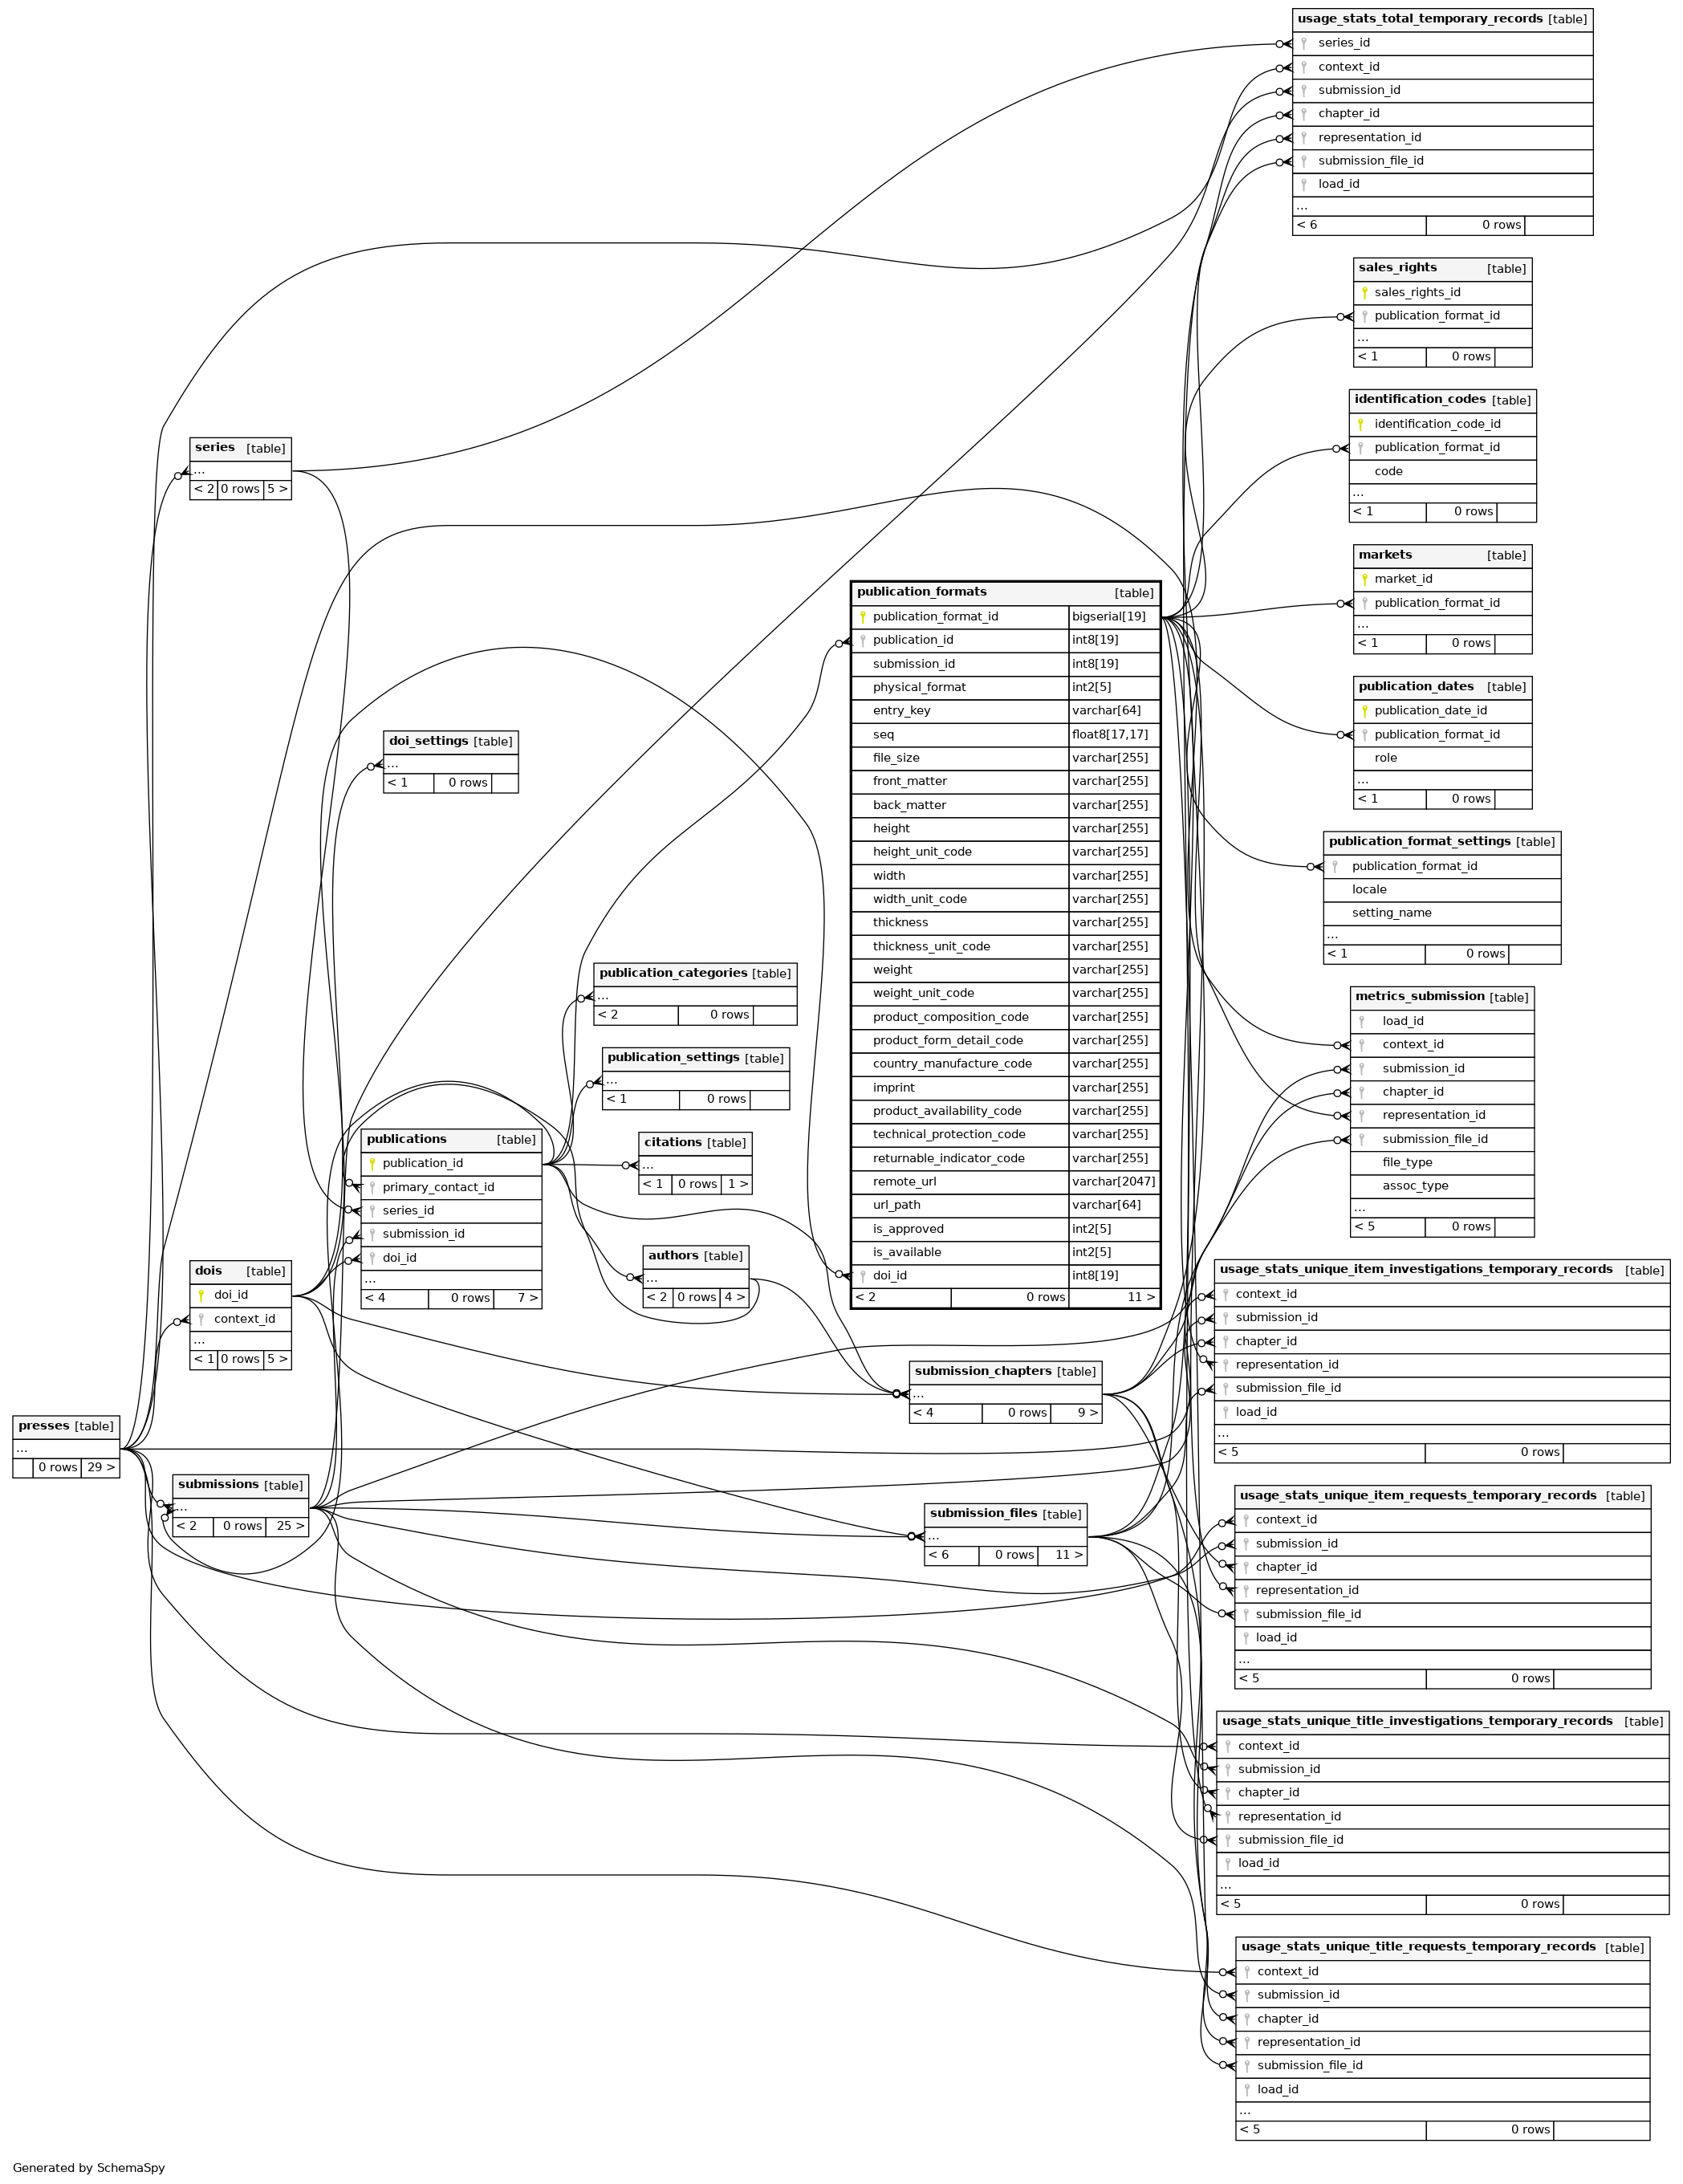 usage_stats_total_temporary_records [table]
series_id
context_id
submission_id
chapter_id
representation_id
submission_file_id
load_id
...
< 6 0 rows
sales_rights [table]
sales_rights_id
publication_format_id
...
< 1 0 rows
identification_codes [table]
identification_code_id
publication_format_id
code
...
< 1 0 rows
series [table]
...
< 2 0 rows 5 >
markets [table]
market_id
publication_format_id
...
< 1 0 rows
publication_formats [table]
publication_format_id bigserial[19]
publication_id int8[19]
submission_id int8[19]
physical_format int2[5]
entry_key varchar[64]
seq float8[17,17]
file_size varchar[255]
front_matter varchar[255]
back_matter varchar[255]
height varchar[255]
height_unit_code varchar[255]
width varchar[255]
width_unit_code varchar[255]
thickness varchar[255]
thickness_unit_code varchar[255]
weight varchar[255]
weight_unit_code varchar[255]
product_composition_code varchar[255]
product_form_detail_code varchar[255]
country_manufacture_code varchar[255]
imprint varchar[255]
product_availability_code varchar[255]
technical_protection_code varchar[255]
returnable_indicator_code varchar[255]
remote_url varchar[2047]
url_path varchar[64]
is_approved int2[5]
is_available int2[5]
doi_id int8[19]
< 2 0 rows 11 >
publication_dates [table]
publication_date_id
publication_format_id
role
...
< 1 0 rows
doi_settings [table]
...
< 1 0 rows
publication_format_settings [table]
publication_format_id
locale
setting_name
...
< 1 0 rows
publication_categories [table]
...
< 2 0 rows
metrics_submission [table]
load_id
context_id
submission_id
chapter_id
representation_id
submission_file_id
file_type
assoc_type
...
< 5 0 rows
publication_settings [table]
...
< 1 0 rows
publications [table]
publication_id
primary_contact_id
series_id
submission_id
doi_id
...
< 4 0 rows 7 >
citations [table]
...
< 1 0 rows 1 >
authors [table]
...
< 2 0 rows 4 >
dois [table]
doi_id
context_id
...
< 1 0 rows 5 >
usage_stats_unique_item_investigations_temporary_records [table]
context_id
submission_id
chapter_id
representation_id
submission_file_id
load_id
...
< 5 0 rows
submission_chapters [table]
...
< 4 0 rows 9 >
presses [table]
...
0 rows 29 >
submissions [table]
...
< 2 0 rows 25 >
submission_files [table]
...
< 6 0 rows 11 >
usage_stats_unique_item_requests_temporary_records [table]
context_id
submission_id
chapter_id
representation_id
submission_file_id
load_id
...
< 5 0 rows
usage_stats_unique_title_investigations_temporary_records [table]
context_id
submission_id
chapter_id
representation_id
submission_file_id
load_id
...
< 5 0 rows
usage_stats_unique_title_requests_temporary_records [table]
context_id
submission_id
chapter_id
representation_id
submission_file_id
load_id
...
< 5 0 rows
Generated by SchemaSpy